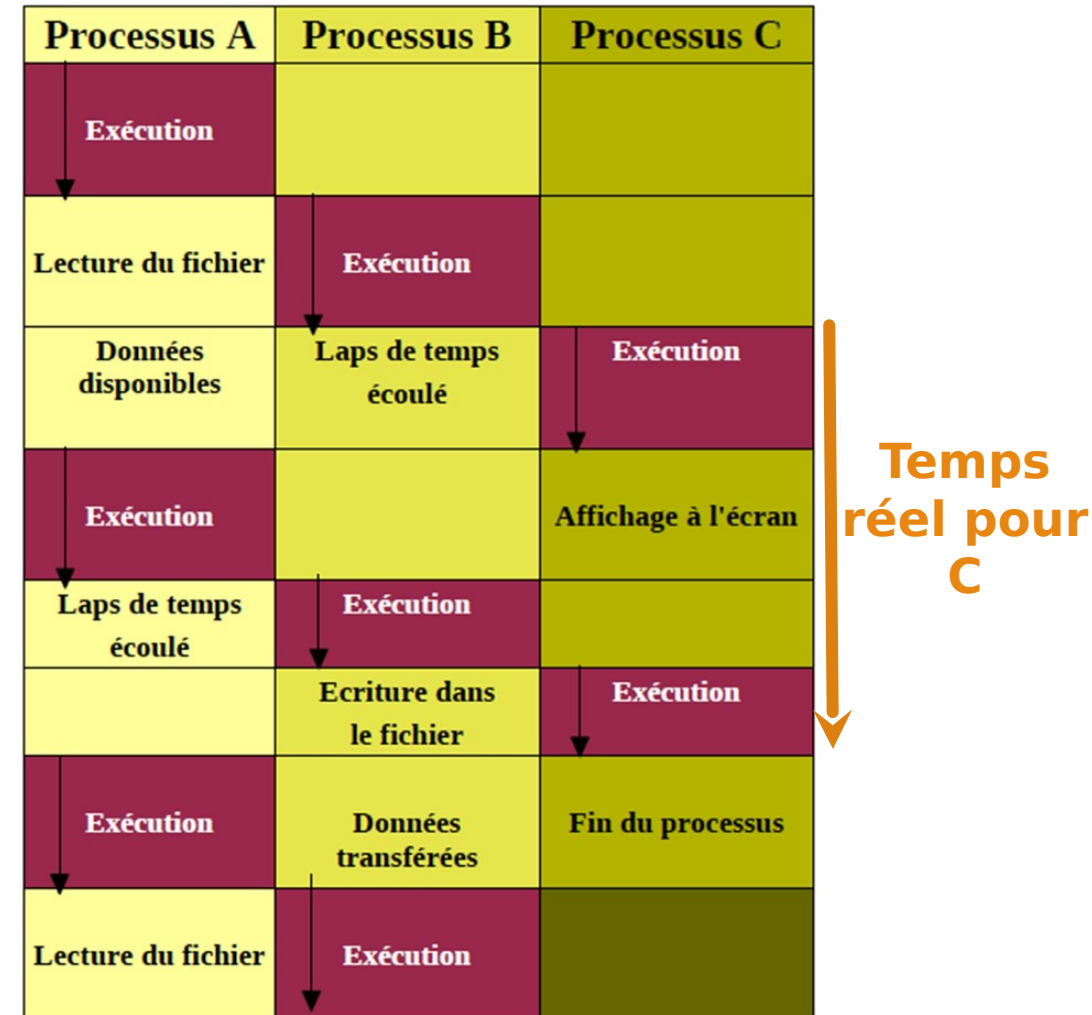 Processus A
Processus B
Processus C
Exécution
Lecture du fichier
Exécution
Données
disponibles
Laps de temps
écoulé
Exécution
Exécution
Affichage à l'écran
Laps de temps
écoulé
Exécution
Ecriture dans
le fichier
Exécution
Exécution
Données
transférées
Fin du processus
Lecture du fichier
Exécution
Temps
réel pour
C